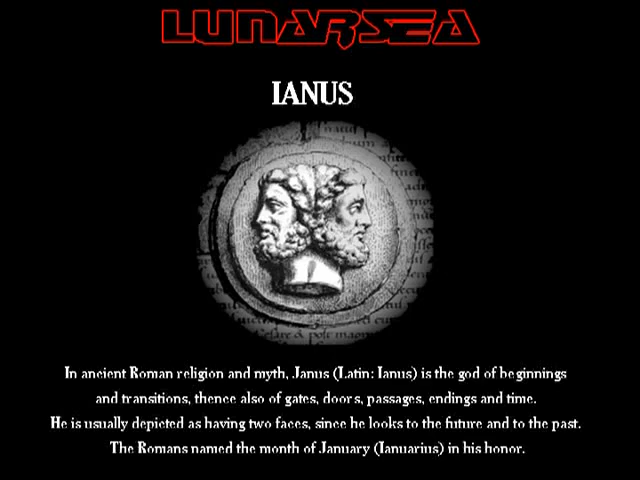 LUNARSEA
IANUS
In ancient Roman religion and myth, Janus (Latin: Ianus) is the god of beginnings
and transitions, thence also of gates, doors, passages, endings and time.
He is usually depicted as having two faces, since he looks to the future and to the past.
The Romans named the month of January (Ianuarius) in his honor.